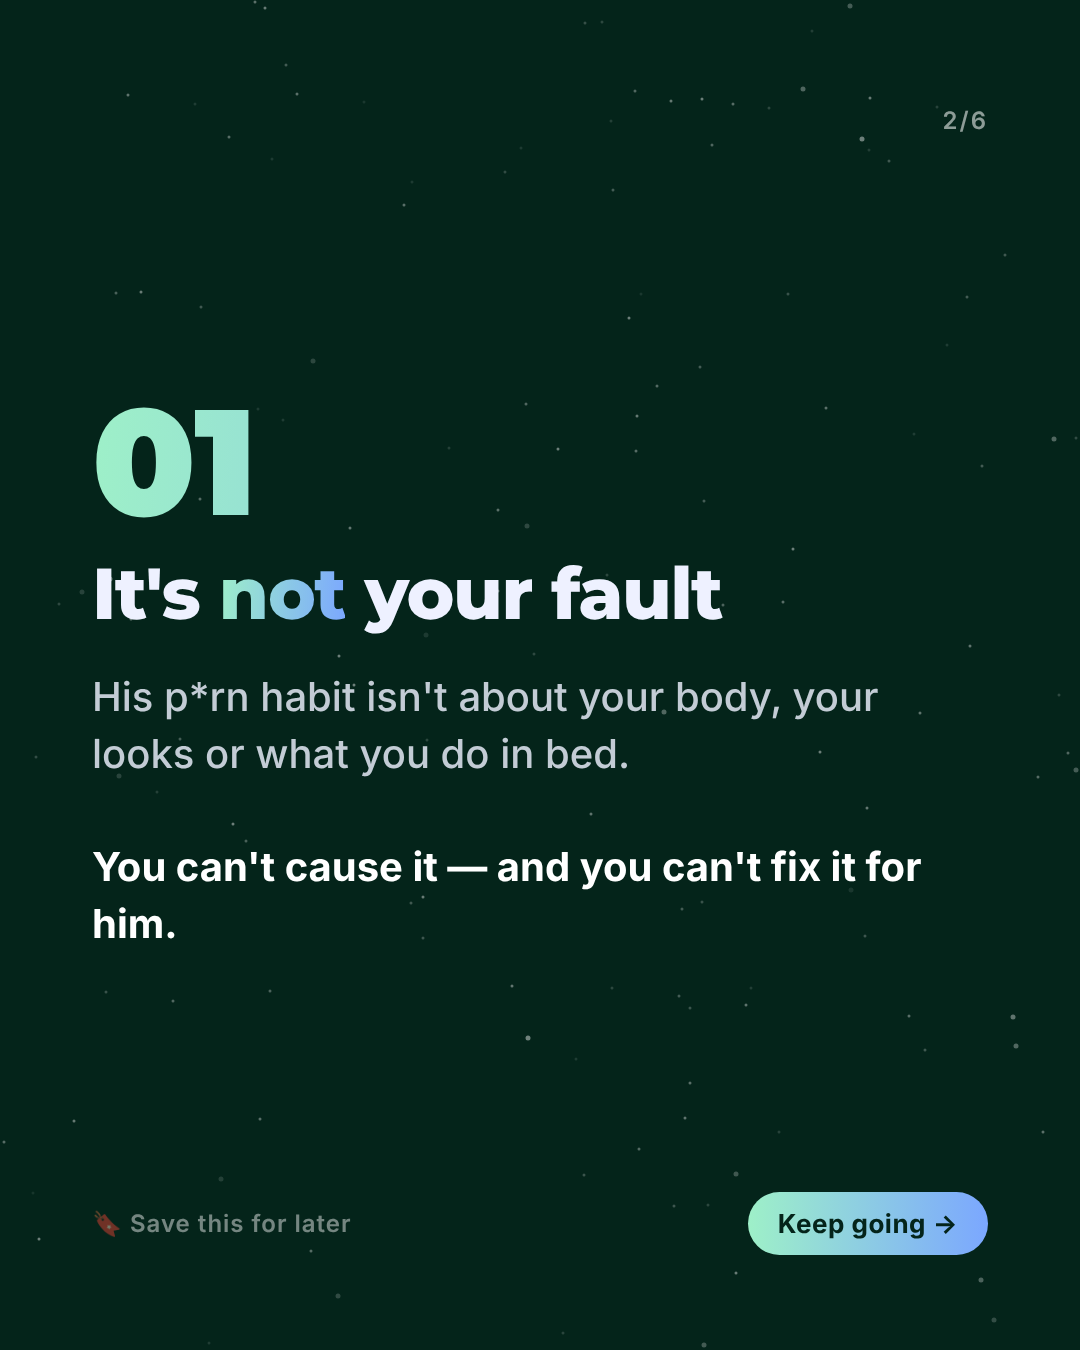 2/6
01
It's not your fault
His p*rn habit isn't about your body, your
looks or what you do in bed.
You can't cause it — and you can't fix it for
him.
🔖 Save this for later
Keep going →